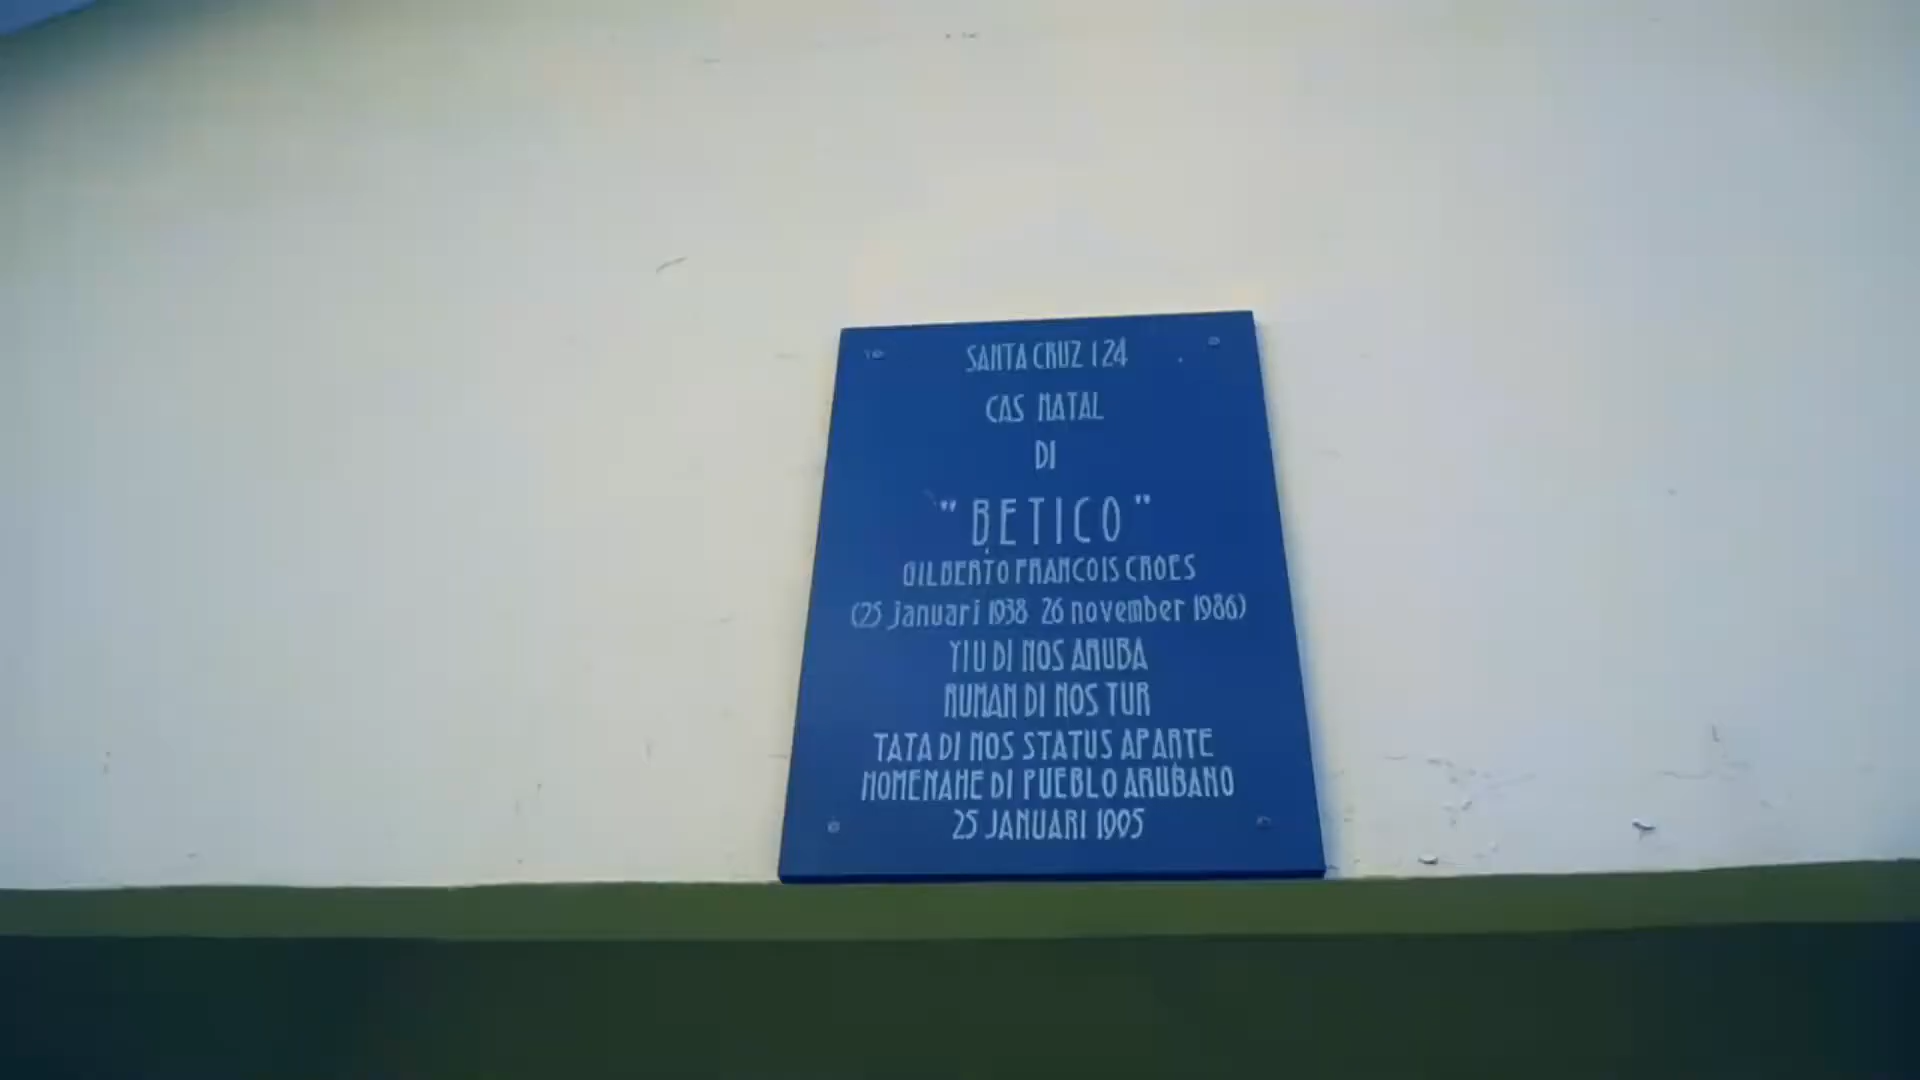 SANTA CRUZ 124
CAS NATAL
DI
"BETICO"
GILBERTO FRANCOIS CROES
(25 januari 1938 26 november 1986)
YIU DI NOS ARUBA
RUMAN DI NOS TUR
TATA DI NOS STATUS APARTE
HOMENAHE DI PUEBLO ARUBANO
25 JANUARI 1995